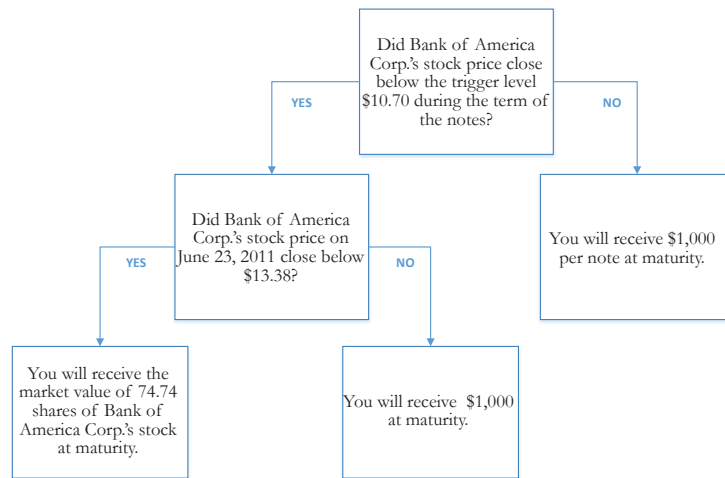 Did Bank of America
Corp.'s stock price close
below the trigger level
$10.70 during the term of
the notes?
YES
NO
Did Bank of America
Corp.'s stock price on
June 23, 2011 close below
$13.38?
You will receive $1,000
per note at maturity.
YES
NO
You will receive the
market value of 74.74
shares of Bank of
America Corp.'s stock
at maturity.
You will receive $1,000
at maturity.